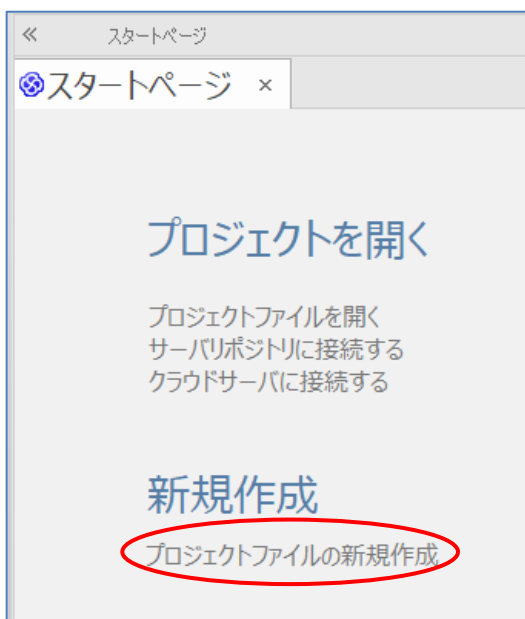 « スタートページ
スタートページ ×
プロジェクトを開く
プロジェクトファイルを開く
サーバリポジトリに接続する
クラウドサーバに接続する
新規作成
プロジェクトファイルの新規作成